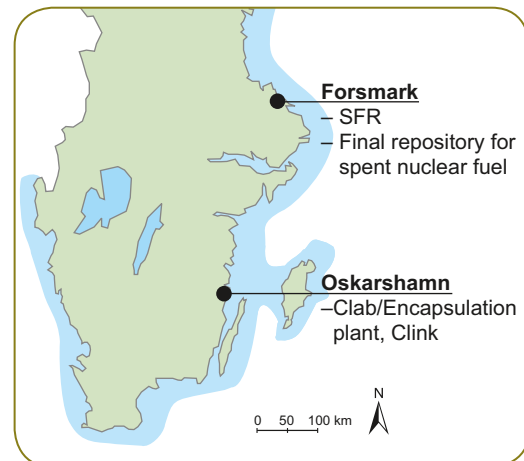 Forsmark
– SFR
– Final repository for
spent nuclear fuel
Oskarshamn
–Clab/Encapsulation
plant, Clink
N
0 50 100 km